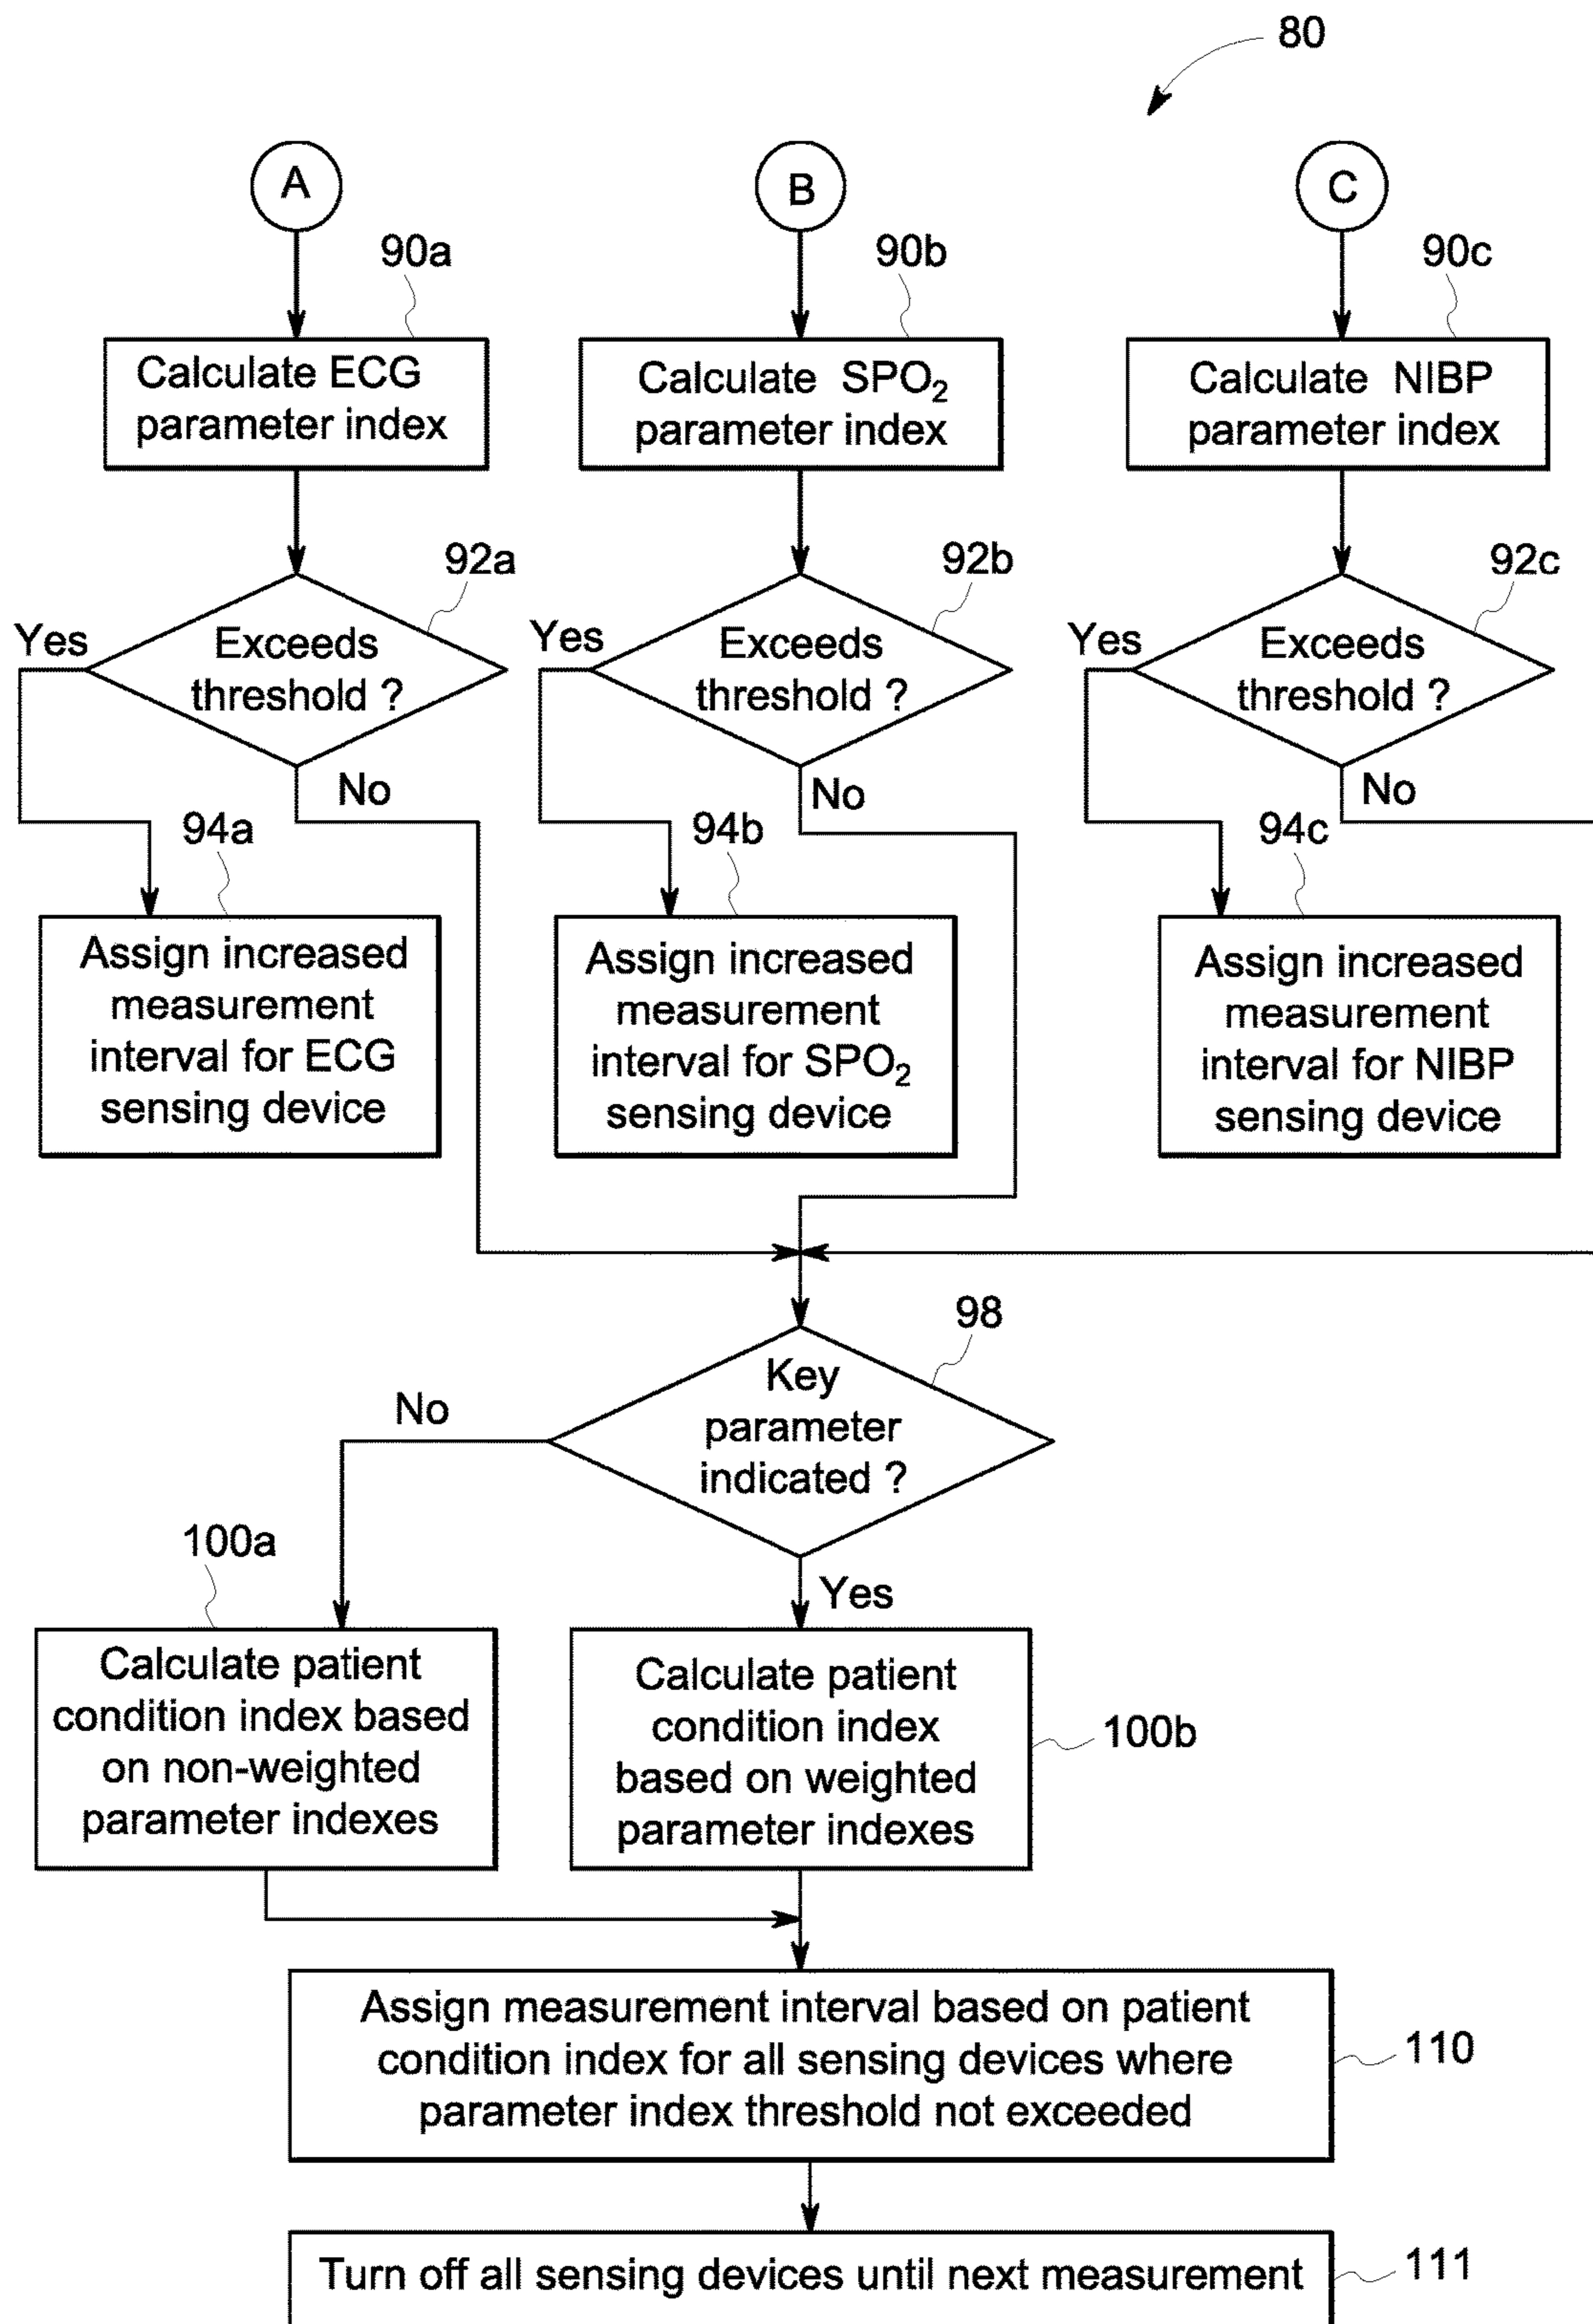 80
A
B
C
90a
90b
90c
Calculate ECG
parameter index
Calculate SPO₂
parameter index
Calculate NIBP
parameter index
92a
92b
92c
Yes
Exceeds
threshold ?
No
Yes
Exceeds
threshold ?
No
Yes
Exceeds
threshold ?
No
94a
94b
94c
Assign increased
measurement
interval for ECG
sensing device
Assign increased
measurement
interval for SPO₂
sensing device
Assign increased
measurement
interval for NIBP
sensing device
98
Key
parameter
indicated ?
No
Yes
100a
Calculate patient
condition index based
on non-weighted
parameter indexes
Calculate patient
condition index
based on weighted
parameter indexes
100b
Assign measurement interval based on patient
condition index for all sensing devices where
parameter index threshold not exceeded
110
Turn off all sensing devices until next measurement
111